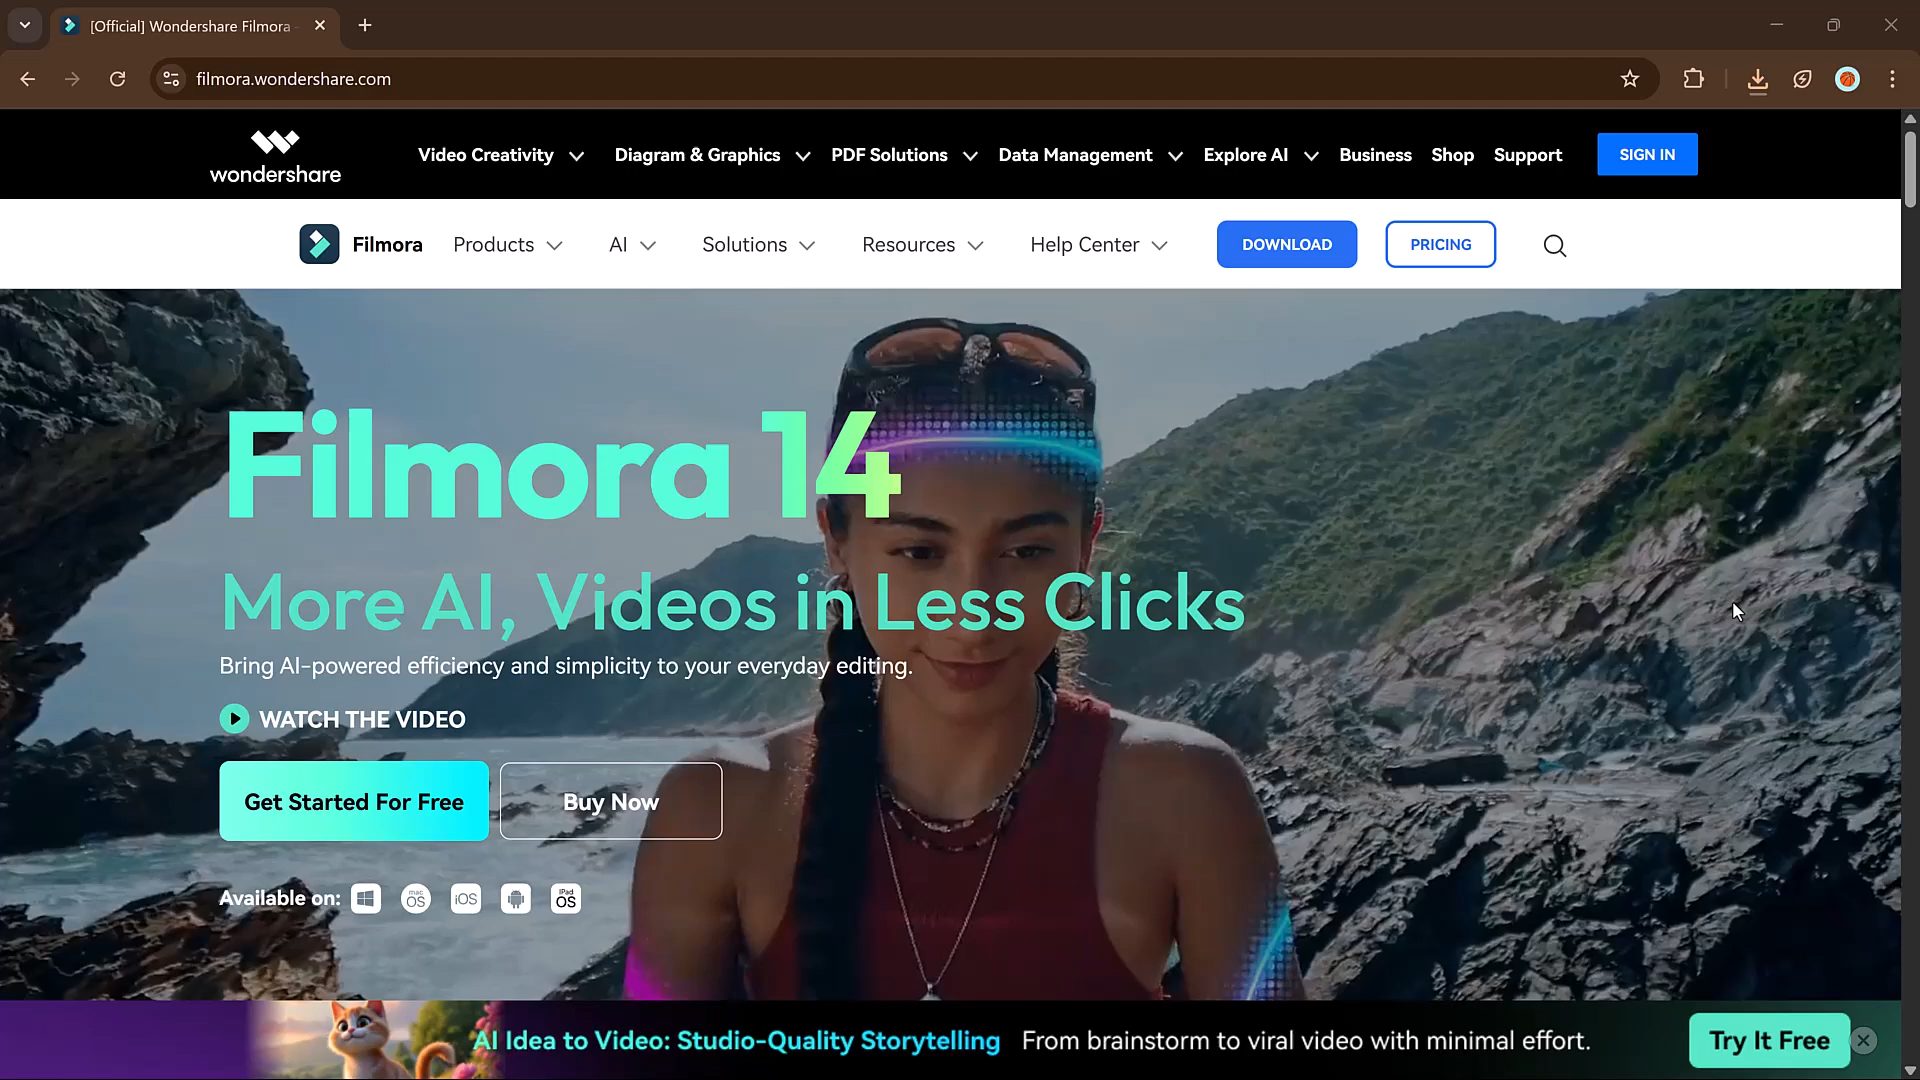 [Official] Wondershare Filmora -
filmora.wondershare.com
wondershare
Video Creativity
Diagram & Graphics
PDF Solutions
Data Management
Explore AI
Business
Shop
Support
SIGN IN
Filmora
Products
AI
Solutions
Resources
Help Center
DOWNLOAD
PRICING
Filmora 14
More AI, Videos in Less Clicks
Bring AI-powered efficiency and simplicity to your everyday editing.
WATCH THE VIDEO
Get Started For Free
Buy Now
Available on:
mac
OS
iOS
iPad
OS
AI Idea to Video: Studio-Quality Storytelling
From brainstorm to viral video with minimal effort.
Try It Free